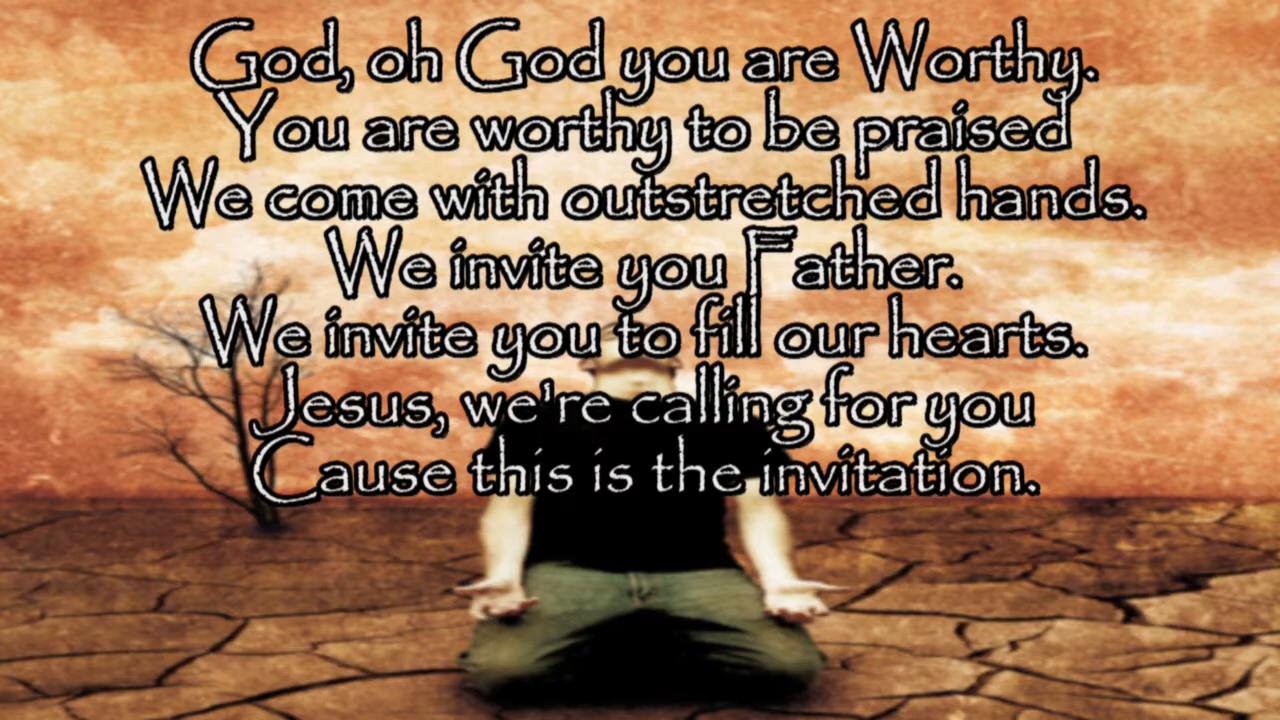 God, oh God you are Worthy.
You are worthy to be praised
We come with outstretched hands.
We invite you Father.
We invite you to fill our hearts.
Jesus, we're calling for you
Cause this is the invitation.